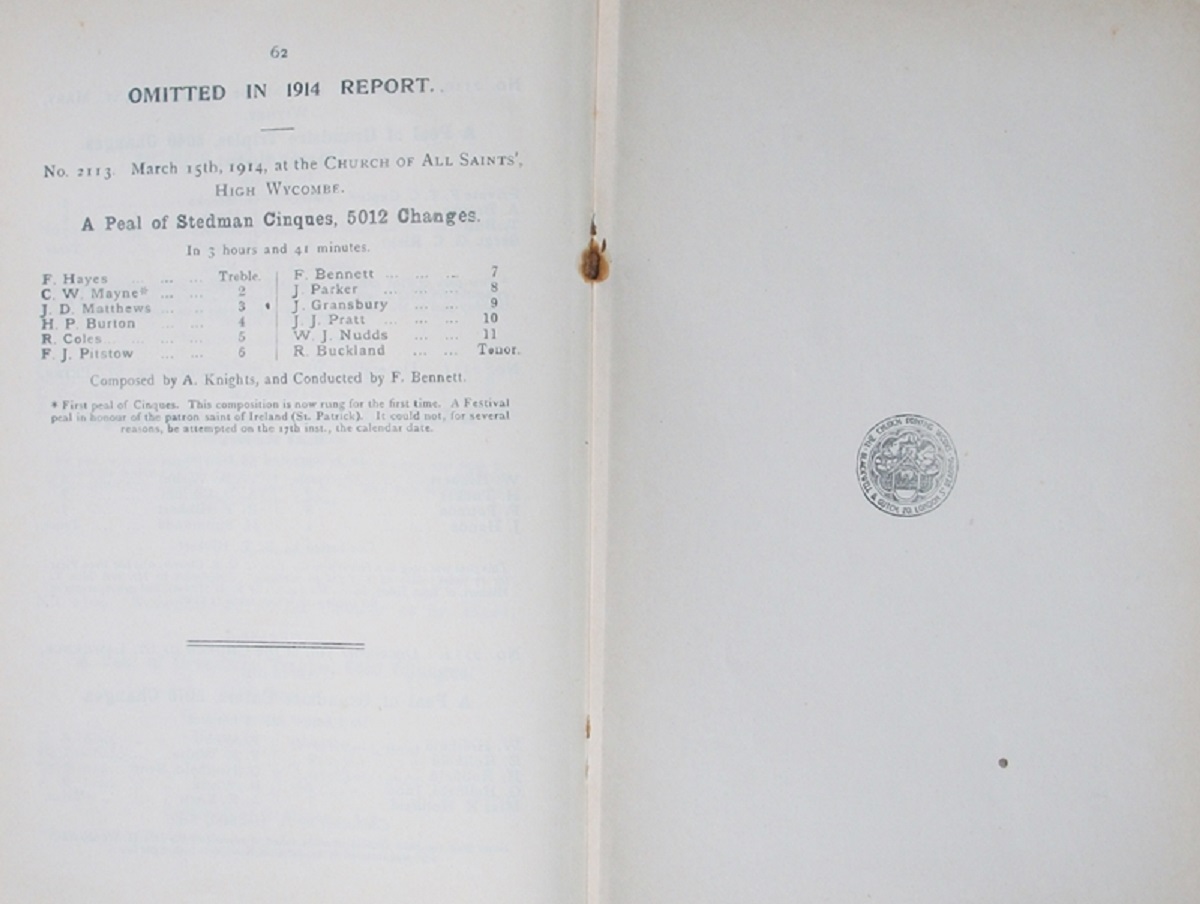 62
OMITTED IN 1914 REPORT.
No. 2113. March 15th, 1914, at the CHURCH OF ALL SAINTS',
HIGH WYCOMBE.
A Peal of Stedman Cinques, 5012 Changes.
In 3 hours and 41 minutes.
F. Hayes ... ... ... Treble. F. Bennett ... ... ... 7
C. W. Mayne* ... ... 2 J. Parker ... ... ... 8
J. D. Matthews ... ... 3 J. Gransbury ... ... 9
H. P. Burton ... ... 4 J. J. Pratt ... ... ... 10
R. Coles ... ... ... 5 W. J. Nudds ... ... 11
F. J. Pitstow ... ... 6 R. Buckland ... ... Tenor.
Composed by A. Knights, and Conducted by F. Bennett.
* First peal of Cinques. This composition is now rung for the first time. A Festival
peal in honour of the patron saint of Ireland (St. Patrick). It could not, for several
reasons, be attempted on the 17th inst., the calendar date.
THE CHURCH PRINTING WORKS
LONDON